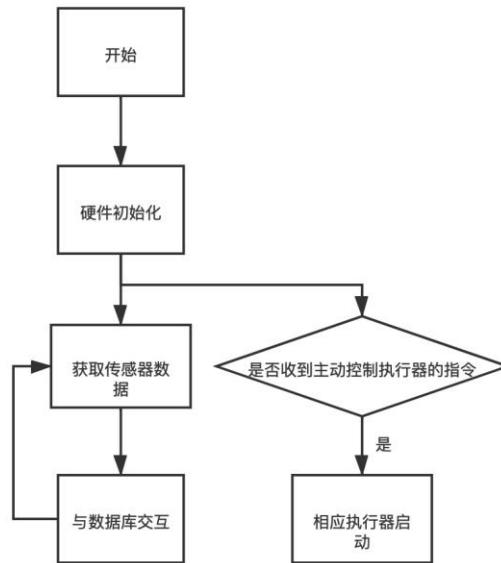 开始
硬件初始化
获取传感器数
据
是否收到主动控制执行器的指令
是
与数据库交互
相应执行器启
动